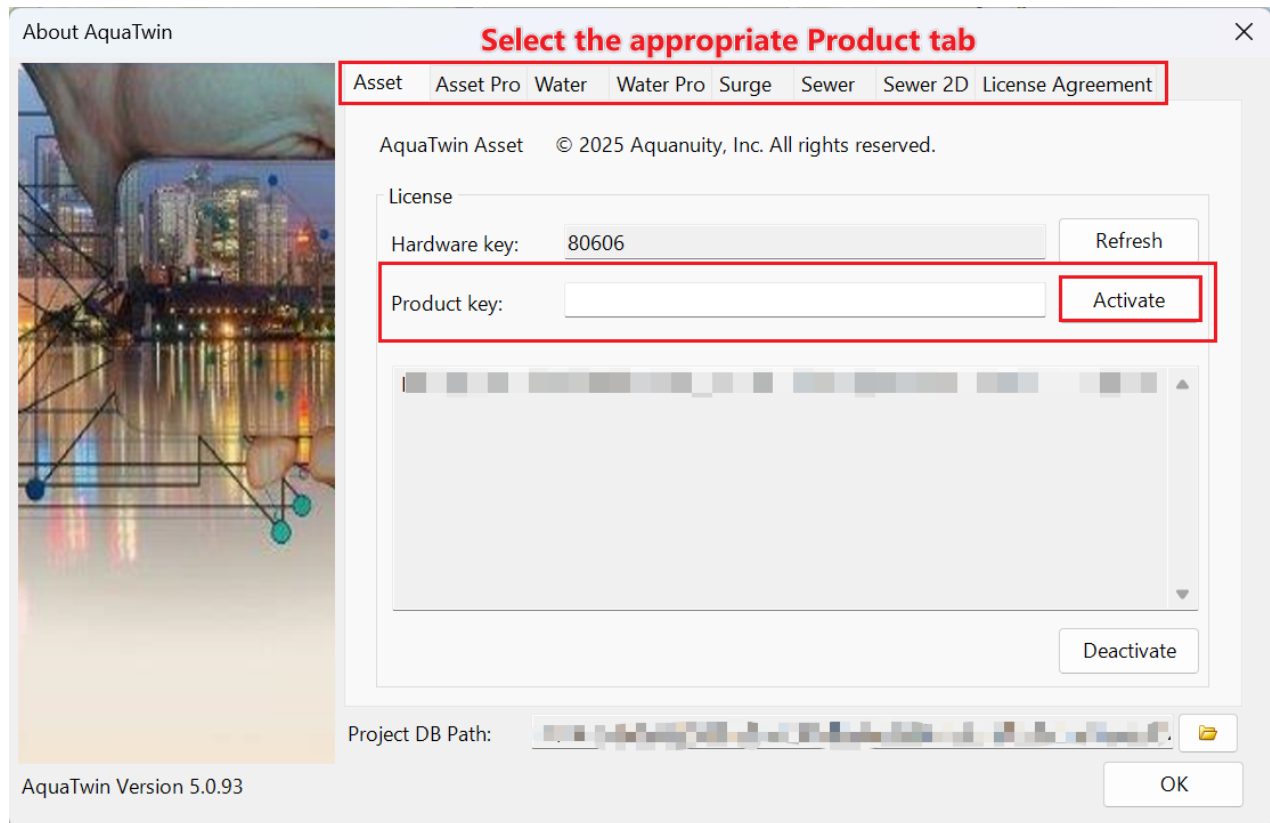 About AquaTwin
Select the appropriate Product tab
Asset Asset Pro Water Water Pro Surge Sewer Sewer 2D License Agreement
AquaTwin Asset © 2025 Aquanuity, Inc. All rights reserved.
License
Hardware key: 80606 Refresh
Product key: Activate
Deactivate
Project DB Path:
AquaTwin Version 5.0.93 OK